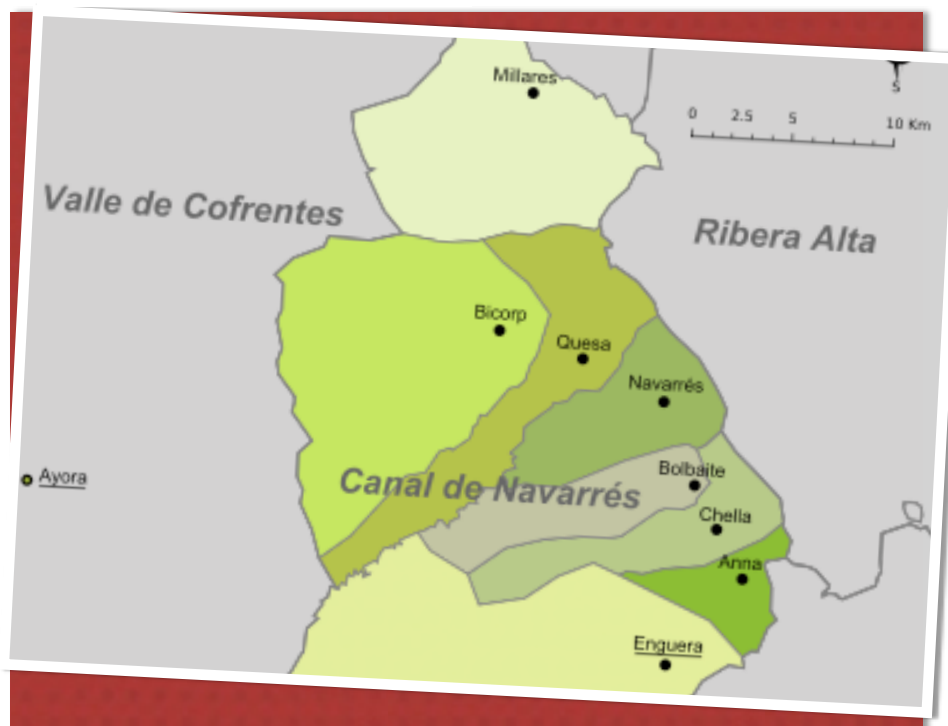 Millares
S
0 2.5 5 10 Km
Valle de Cofrentes
Ribera Alta
Bicorp
Quesa
Navarrés
Bolbaite
Ayora
Canal de Navarrés
Chella
Anna
Enguera